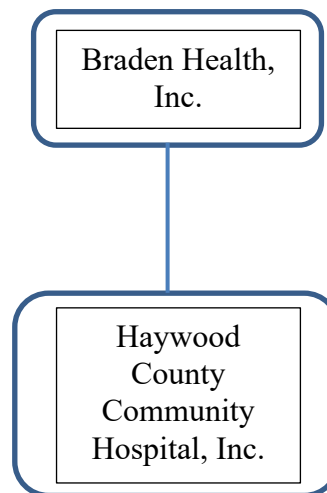 Braden Health,
Inc.
Haywood
County
Community
Hospital, Inc.